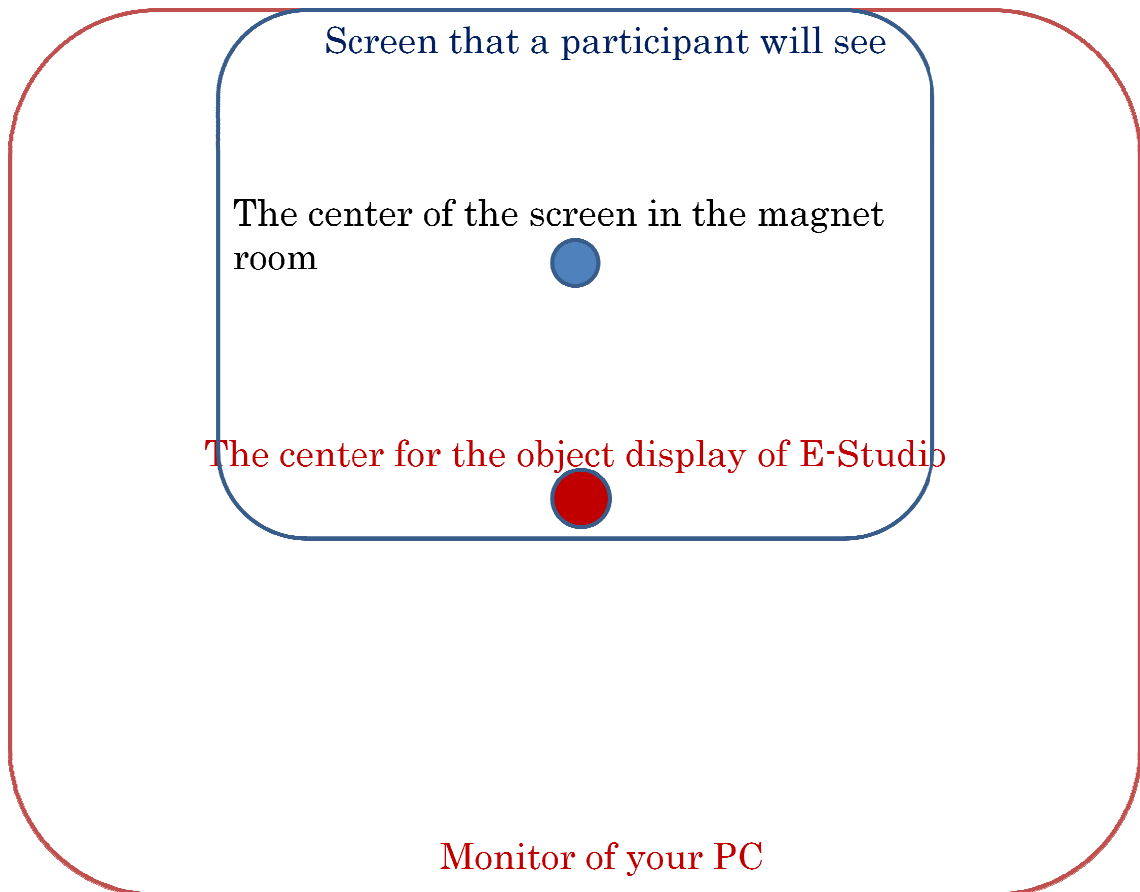 Screen that a participant will see
The center of the screen in the magnet
room
The center for the object display of E-Studio
Monitor of your PC